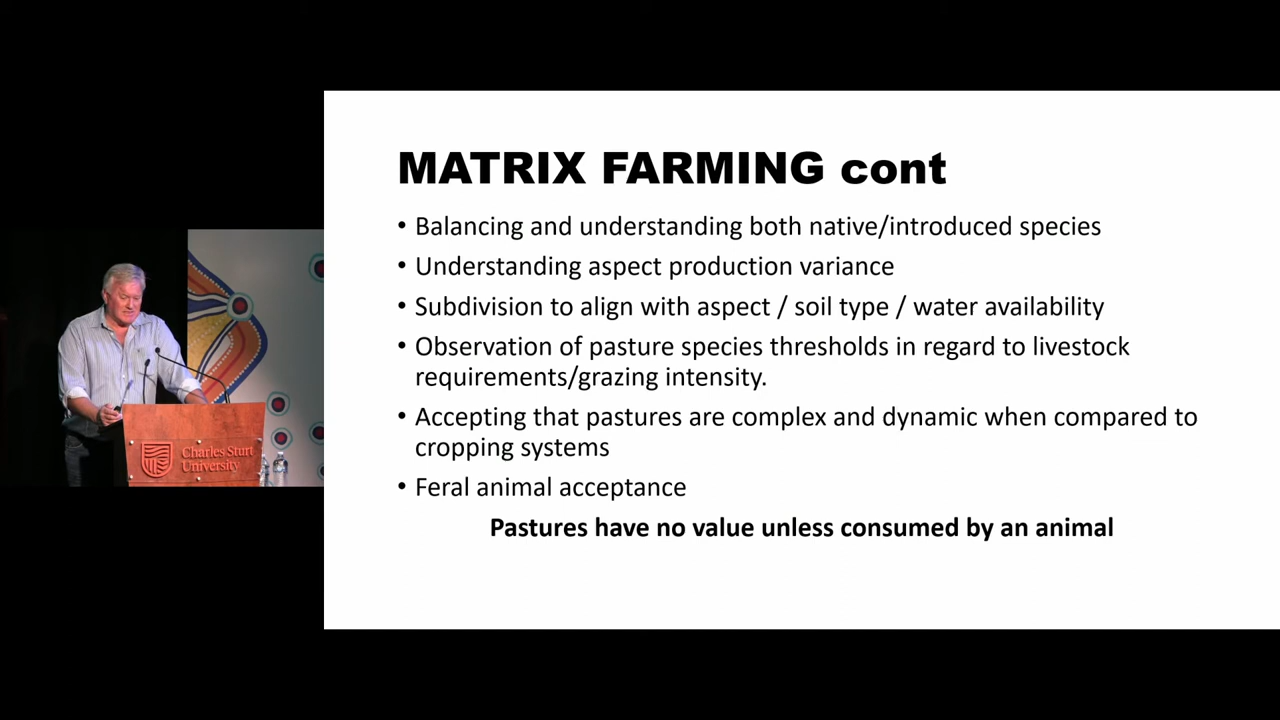 MATRIX FARMING cont
• Balancing and understanding both native/introduced species
• Understanding aspect production variance
• Subdivision to align with aspect / soil type / water availability
• Observation of pasture species thresholds in regard to livestock
requirements/grazing intensity.
• Accepting that pastures are complex and dynamic when compared to
cropping systems
• Feral animal acceptance
Pastures have no value unless consumed by an animal
Charles Sturt
University